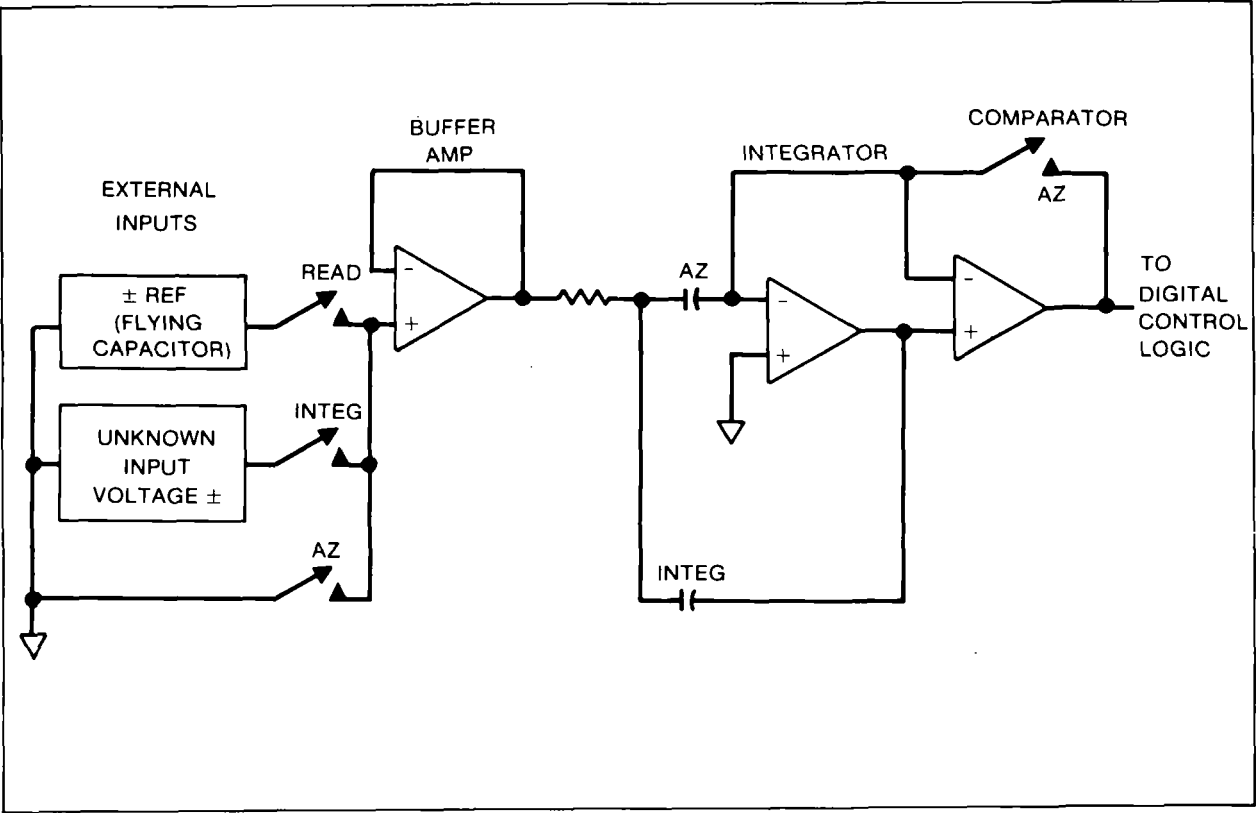 EXTERNAL
INPUTS
± REF
(FLYING
CAPACITOR)
UNKNOWN
INPUT
VOLTAGE ±
READ
INTEG
AZ
BUFFER
AMP
-
+
AZ
INTEG
INTEGRATOR
-
+
COMPARATOR
AZ
-
+
TO
DIGITAL
CONTROL
LOGIC